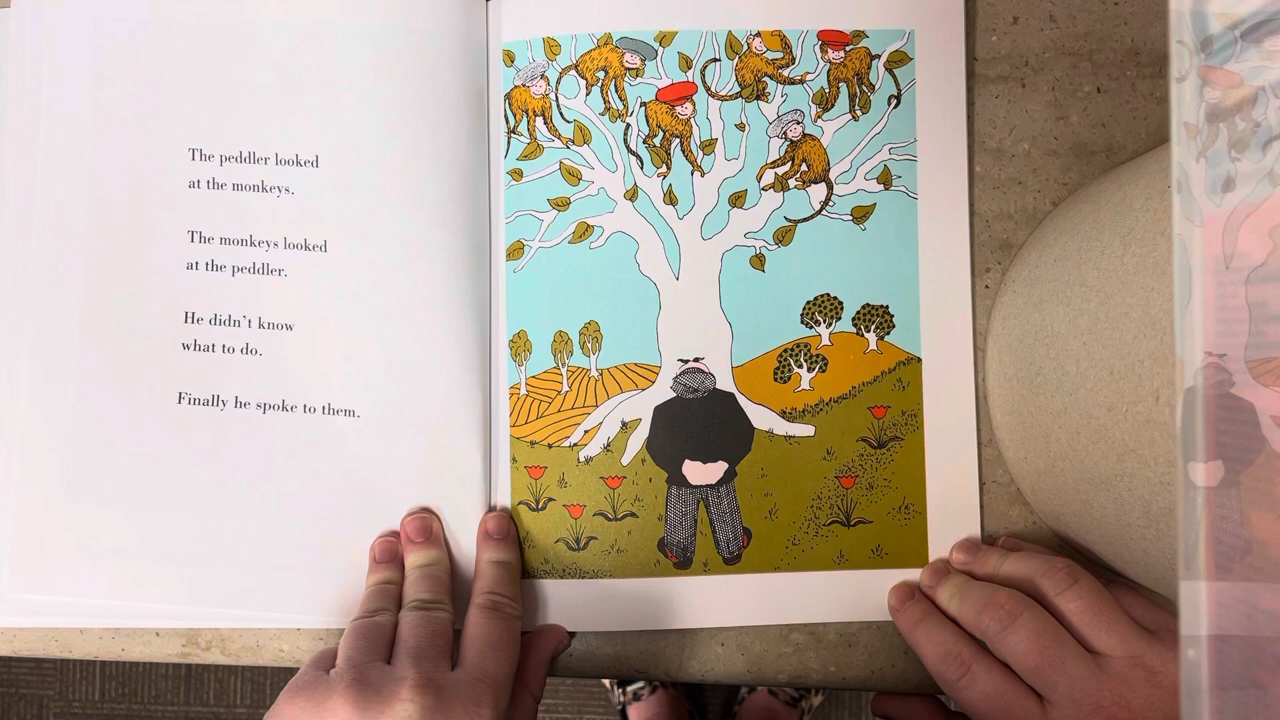 The peddler looked
at the monkeys.
The monkeys looked
at the peddler.
He didn't know
what to do.
Finally he spoke to them.